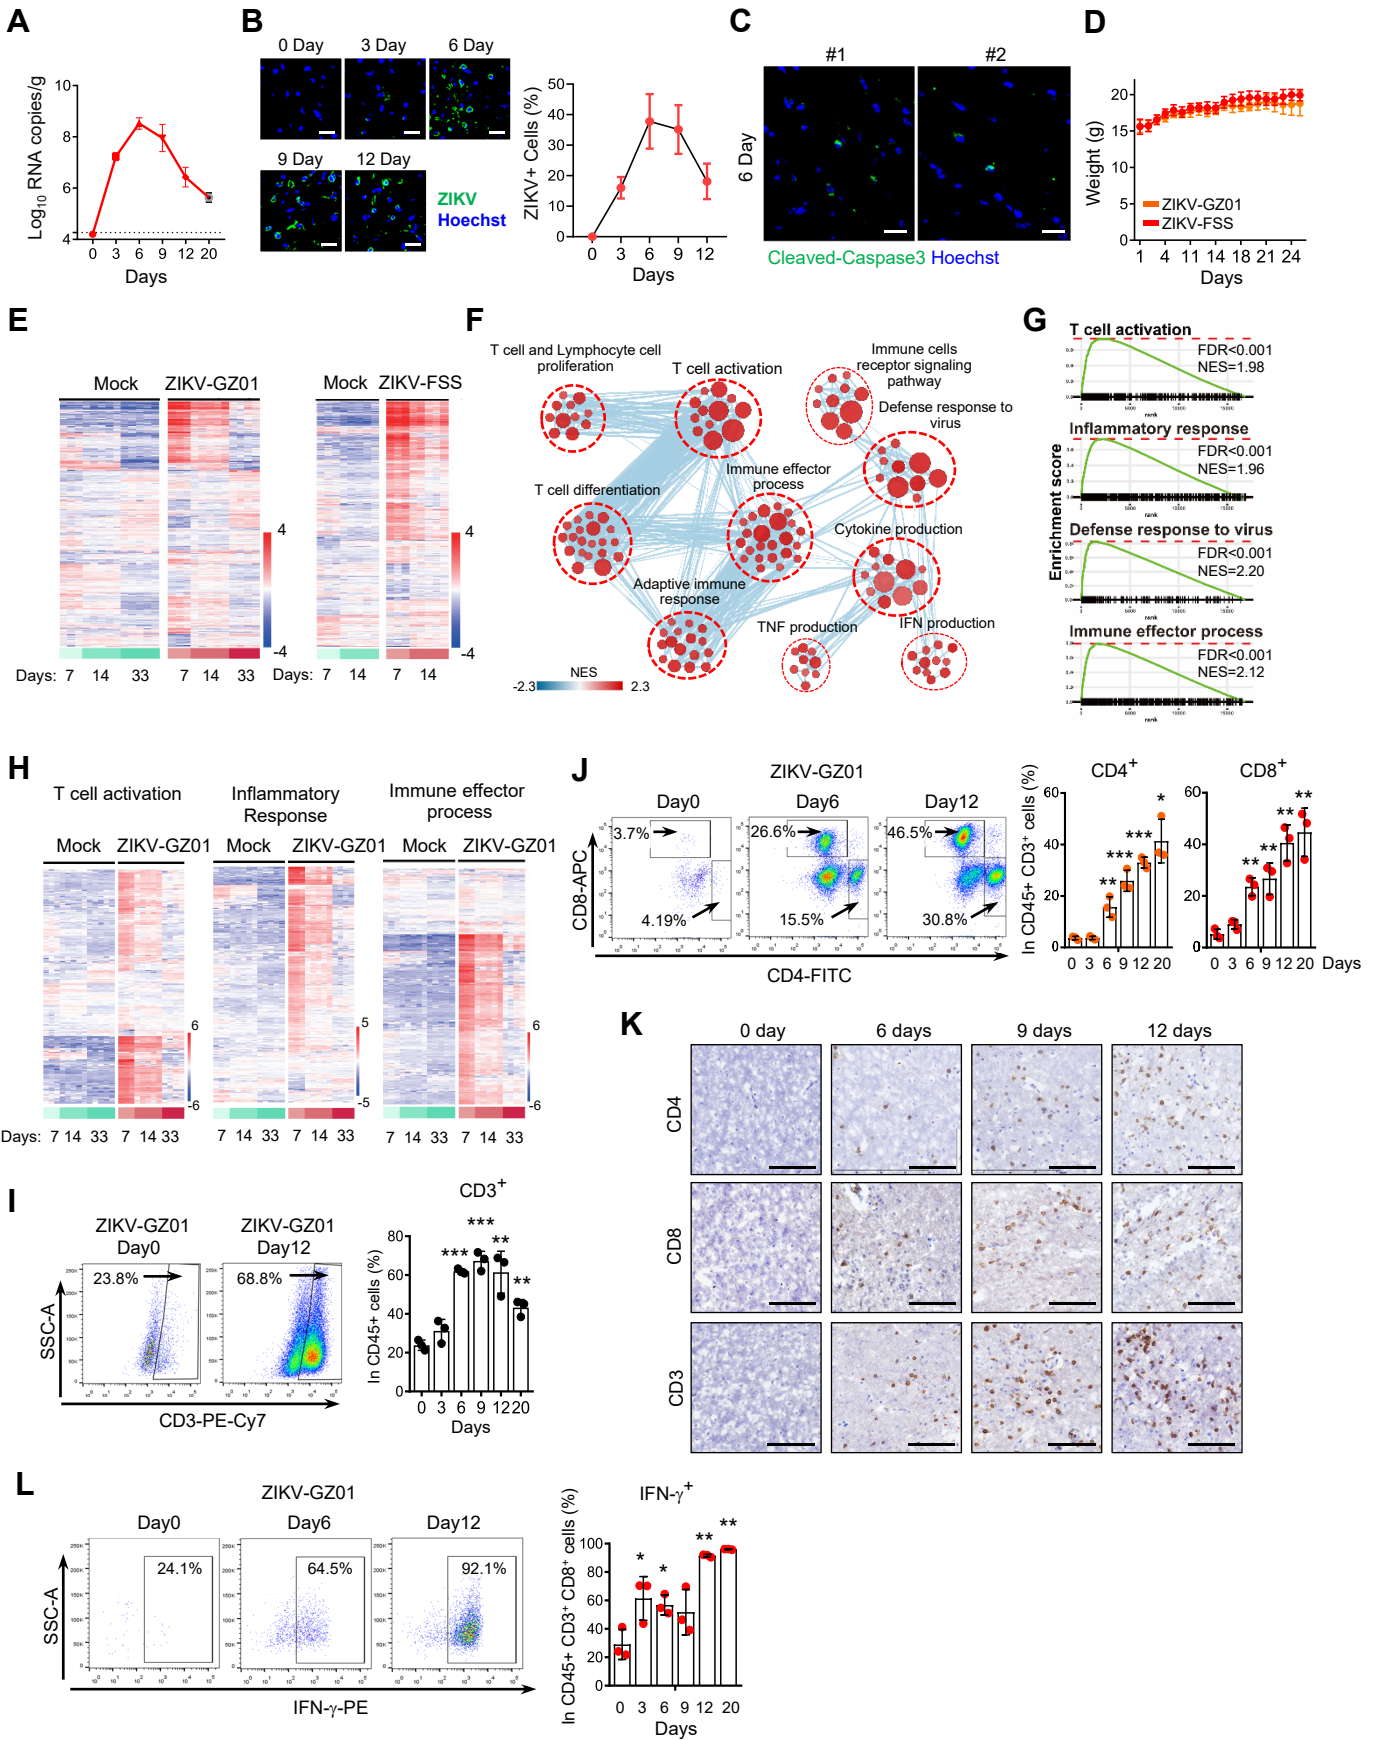 A
Log10 RNA copies/g
10
8
6
4
0 3 6 9 12 20
Days
B
0 Day 3 Day 6 Day
9 Day 12 Day
ZIKV
Hoechst
ZIKV+ Cells (%)
50
40
30
20
10
0
0 3 6 9 12
Days
C
#1 #2
6 Day
Cleaved-Caspase3 Hoechst
D
Weight (g)
20
15
10
5
0
ZIKV-GZ01
ZIKV-FSS
1 4 11 14 18 21 24
Days
E
Mock ZIKV-GZ01 Mock ZIKV-FSS
4
-4
4
-4
Days: 7 14 33 7 14 33 Days: 7 14 7 14
F
T cell and Lymphocyte cell
proliferation
T cell activation
Immune cells
receptor signaling
pathway
Defense response to
virus
T cell differentiation
Immune effector
process
Cytokine production
Adaptive immune
response
TNF production
IFN production
NES
-2.3 2.3
G
Enrichment score
T cell activation
FDR<0.001
NES=1.98
rank
Inflammatory response
FDR<0.001
NES=1.96
rank
Defense response to virus
FDR<0.001
NES=2.20
rank
Immune effector process
FDR<0.001
NES=2.12
rank
H
T cell activation
Inflammatory
Response
Immune effector
process
Mock ZIKV-GZ01 Mock ZIKV-GZ01 Mock ZIKV-GZ01
6
-6
5
-5
6
-6
Days: 7 14 33 7 14 33 7 14 33 7 14 33 7 14 33 7 14 33
I
ZIKV-GZ01
Day0
ZIKV-GZ01
Day12
23.8%
68.8%
SSC-A
CD3-PE-Cy7
CD3+
In CD45+ cells (%)
80
60
40
20
0
*** *** ** **
0 3 6 9 12 20
Days
J
ZIKV-GZ01
Day0 Day6 Day12
3.7% 26.6% 46.5%
4.19% 15.5% 30.8%
CD8-APC
CD4-FITC
In CD45+ CD3+ cells (%)
CD4+
60
40
20
0
** *** *** *
0 3 6 9 12 20
CD8+
60
40
20
0
** ** ** **
0 3 6 9 12 20 Days
K
0 day 6 days 9 days 12 days
CD4
CD8
CD3
L
ZIKV-GZ01
Day0 Day6 Day12
24.1% 64.5% 92.1%
SSC-A
IFN-γ-PE
IFN-γ+
In CD45+ CD3+ CD8+ cells (%)
100
80
60
40
20
0
* * ** **
0 3 6 9 12 20
Days